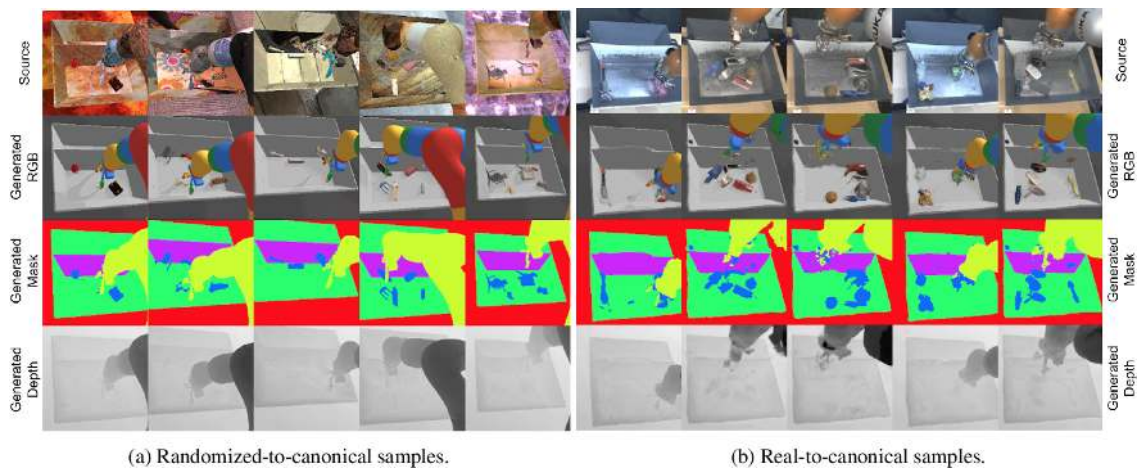 Source
Generated
RGB
Generated
Mask
Generated
Depth
(a) Randomized-to-canonical samples.
KUKA
Source
Generated
RGB
Generated
Mask
Generated
Depth
(b) Real-to-canonical samples.